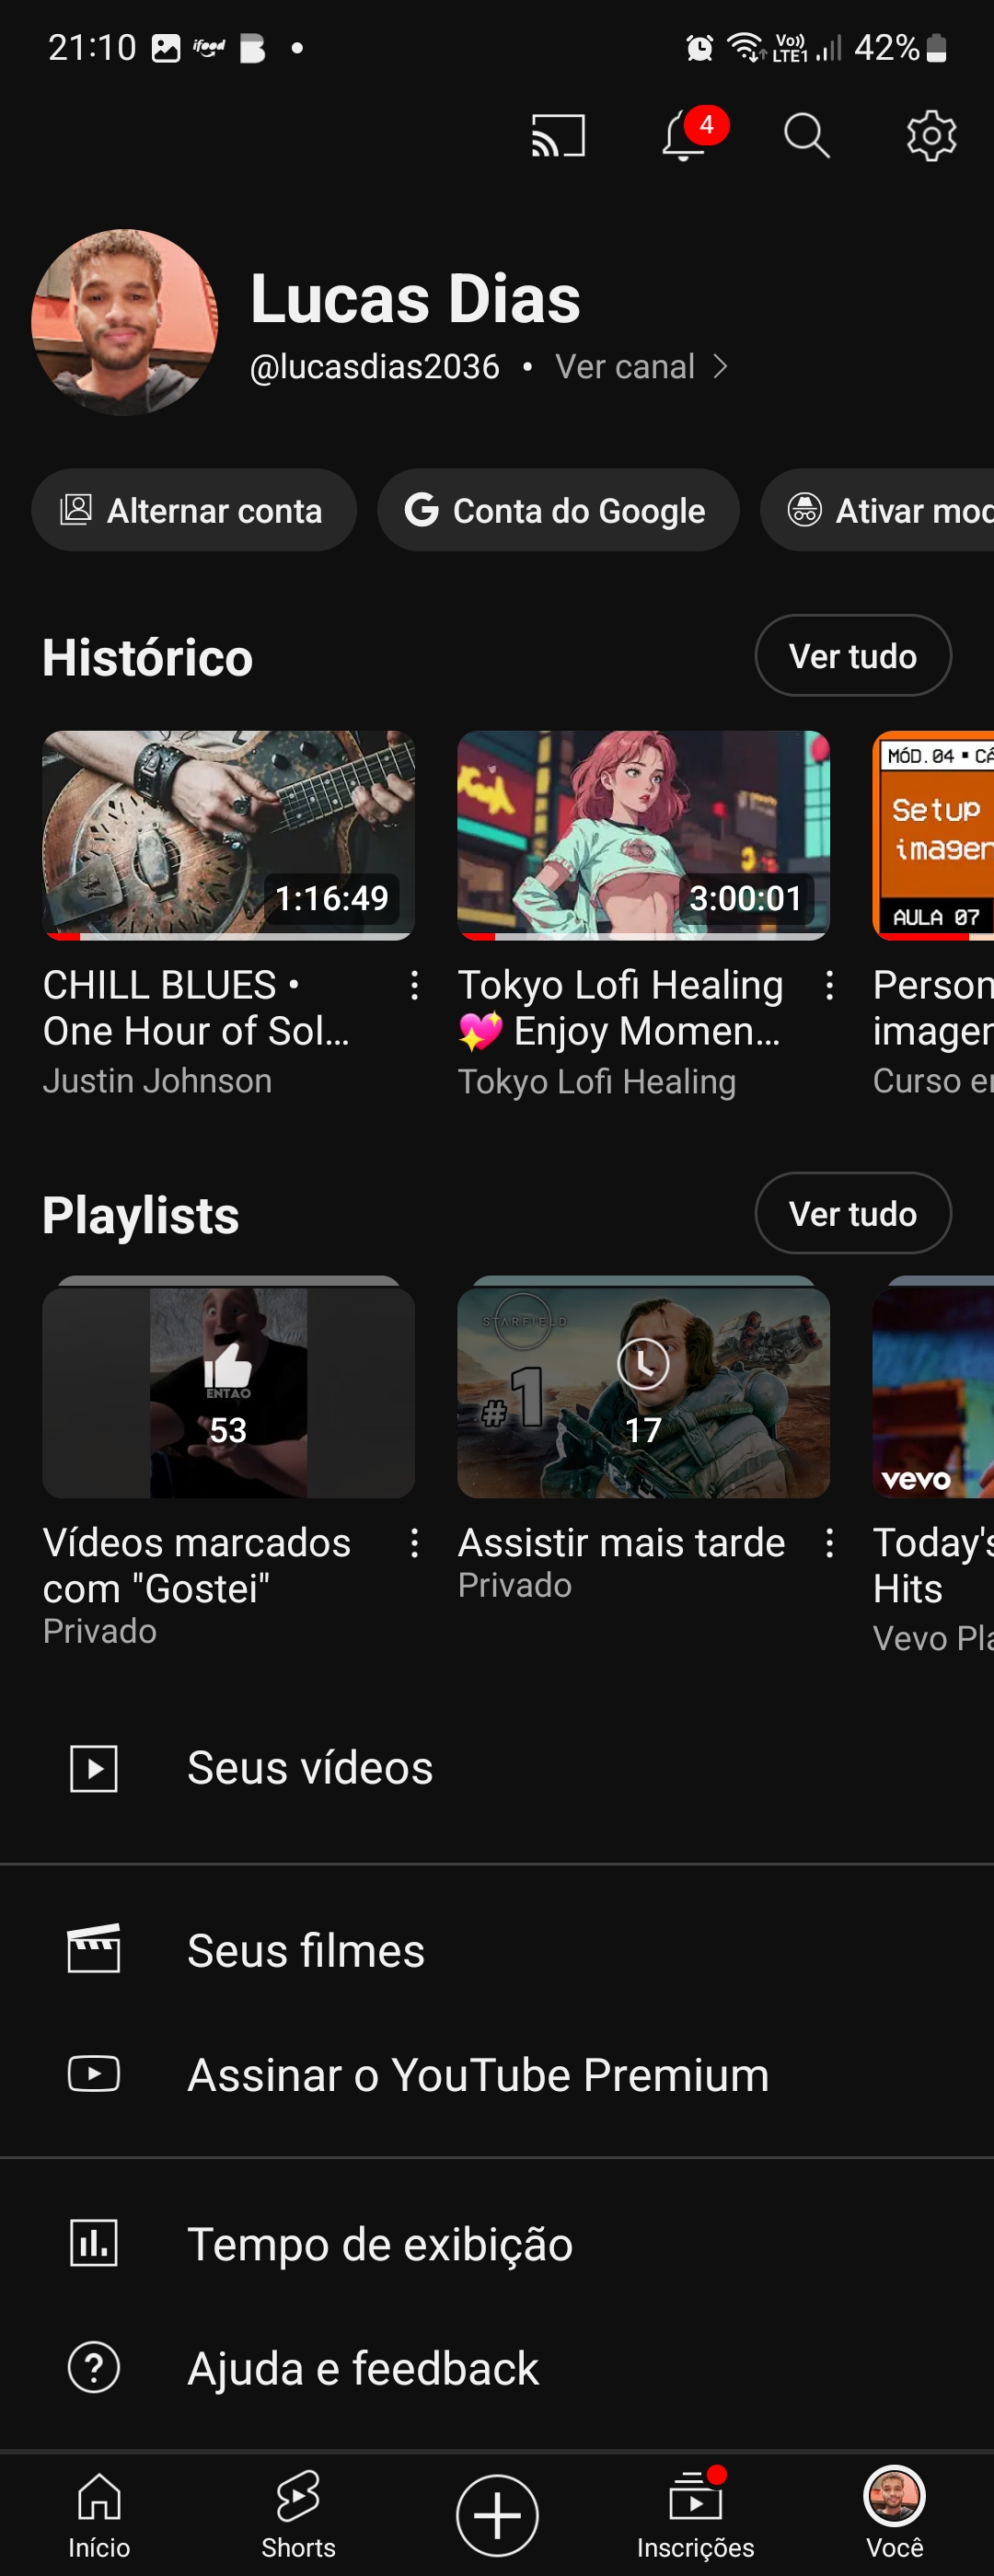 21:10 ifood
Vo))
LTE1 42%
4
Lucas Dias
@lucasdias2036 • Ver canal
Alternar conta
Conta do Google
Ativar mod
Histórico
Ver tudo
1:16:49
CHILL BLUES •
One Hour of Sol...
Justin Johnson
3:00:01
Tokyo Lofi Healing
💖 Enjoy Momen...
Tokyo Lofi Healing
MÓD.04 ▪ CA
Setup
imagen
AULA 07
Person
imagen
Curso e
Playlists
Ver tudo
ENTAO
53
Vídeos marcados
com "Gostei"
Privado
STARFIELD
#1
17
Assistir mais tarde
Privado
vevo
Today's
Hits
Vevo Pla
Seus vídeos
Seus filmes
Assinar o YouTube Premium
Tempo de exibição
Ajuda e feedback
Início
Shorts
Inscrições
Você